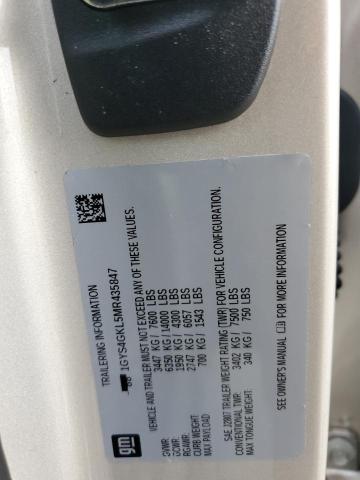 TRAILERING INFORMATION
1GYS4GKL5MR435847
VEHICLE AND TRAILER MUST NOT EXCEED ANY OF THESE VALUES.
GVWR: 3447 KG / 7600 LBS
GCWR: 6350 KG / 14000 LBS
RGAWR: 1950 KG / 4300 LBS
CURB WEIGHT 2747 KG / 6057 LBS
MAX PAYLOAD 700 KG / 1543 LBS
SAE J2807 TRAILER WEIGHT RATING (TWR) FOR VEHICLE CONFIGURATION.
CONVENTIONAL TWR: 3402 KG / 7500 LBS
MAX TONGUE WEIGHT: 340 KG / 750 LBS
SEE OWNER'S MANUAL
gm